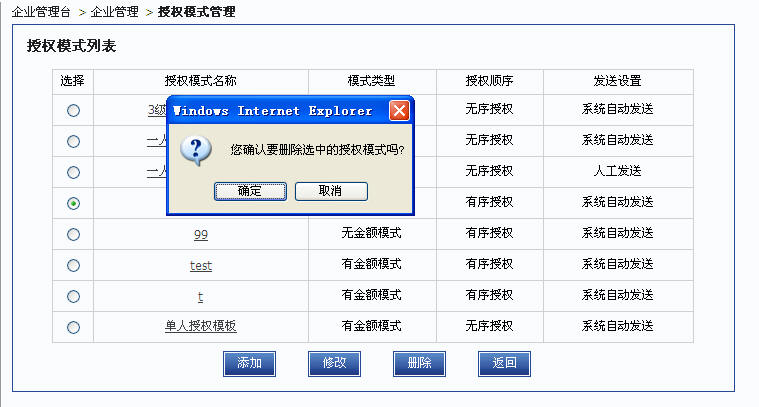 企业管理台 > 企业管理 > 授权模式管理
授权模式列表
选择 授权模式名称 模式类型 授权顺序 发送设置
3级 无序授权 系统自动发送
一人 无序授权 系统自动发送
一人 无序授权 人工发送
有序授权 系统自动发送
Windows Internet Explorer
您确认要删除选中的授权模式吗?
确定 取消
99 无金额模式 有序授权 系统自动发送
test 有金额模式 有序授权 系统自动发送
t 有金额模式 有序授权 系统自动发送
单人授权模板 有金额模式 无序授权 系统自动发送
添加 修改 删除 返回